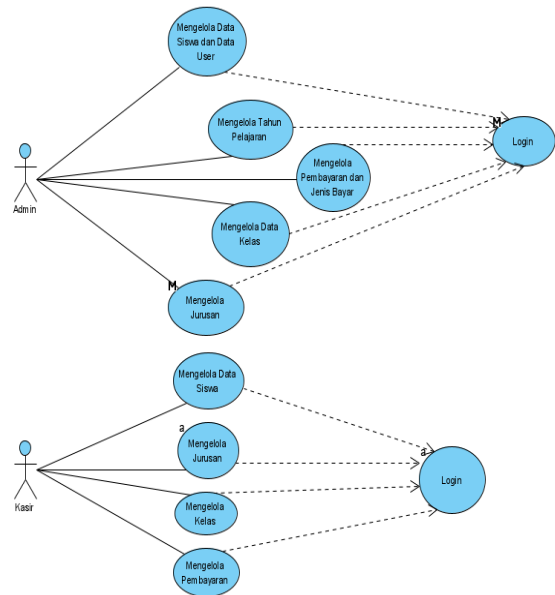 Mengelola Data
Siswa dan Data
User
Mengelola Tahun
Pelajaran
M
Login
Mengelola
Pembayaran dan
Jenis Bayar
Admin
Mengelola Data
Kelas
M
Mengelola
Jurusan
Mengelola Data
Siswa
a
Mengelola
Jurusan
a
Login
Kasir
Mengelola
Kelas
Mengelola
Pembayaran